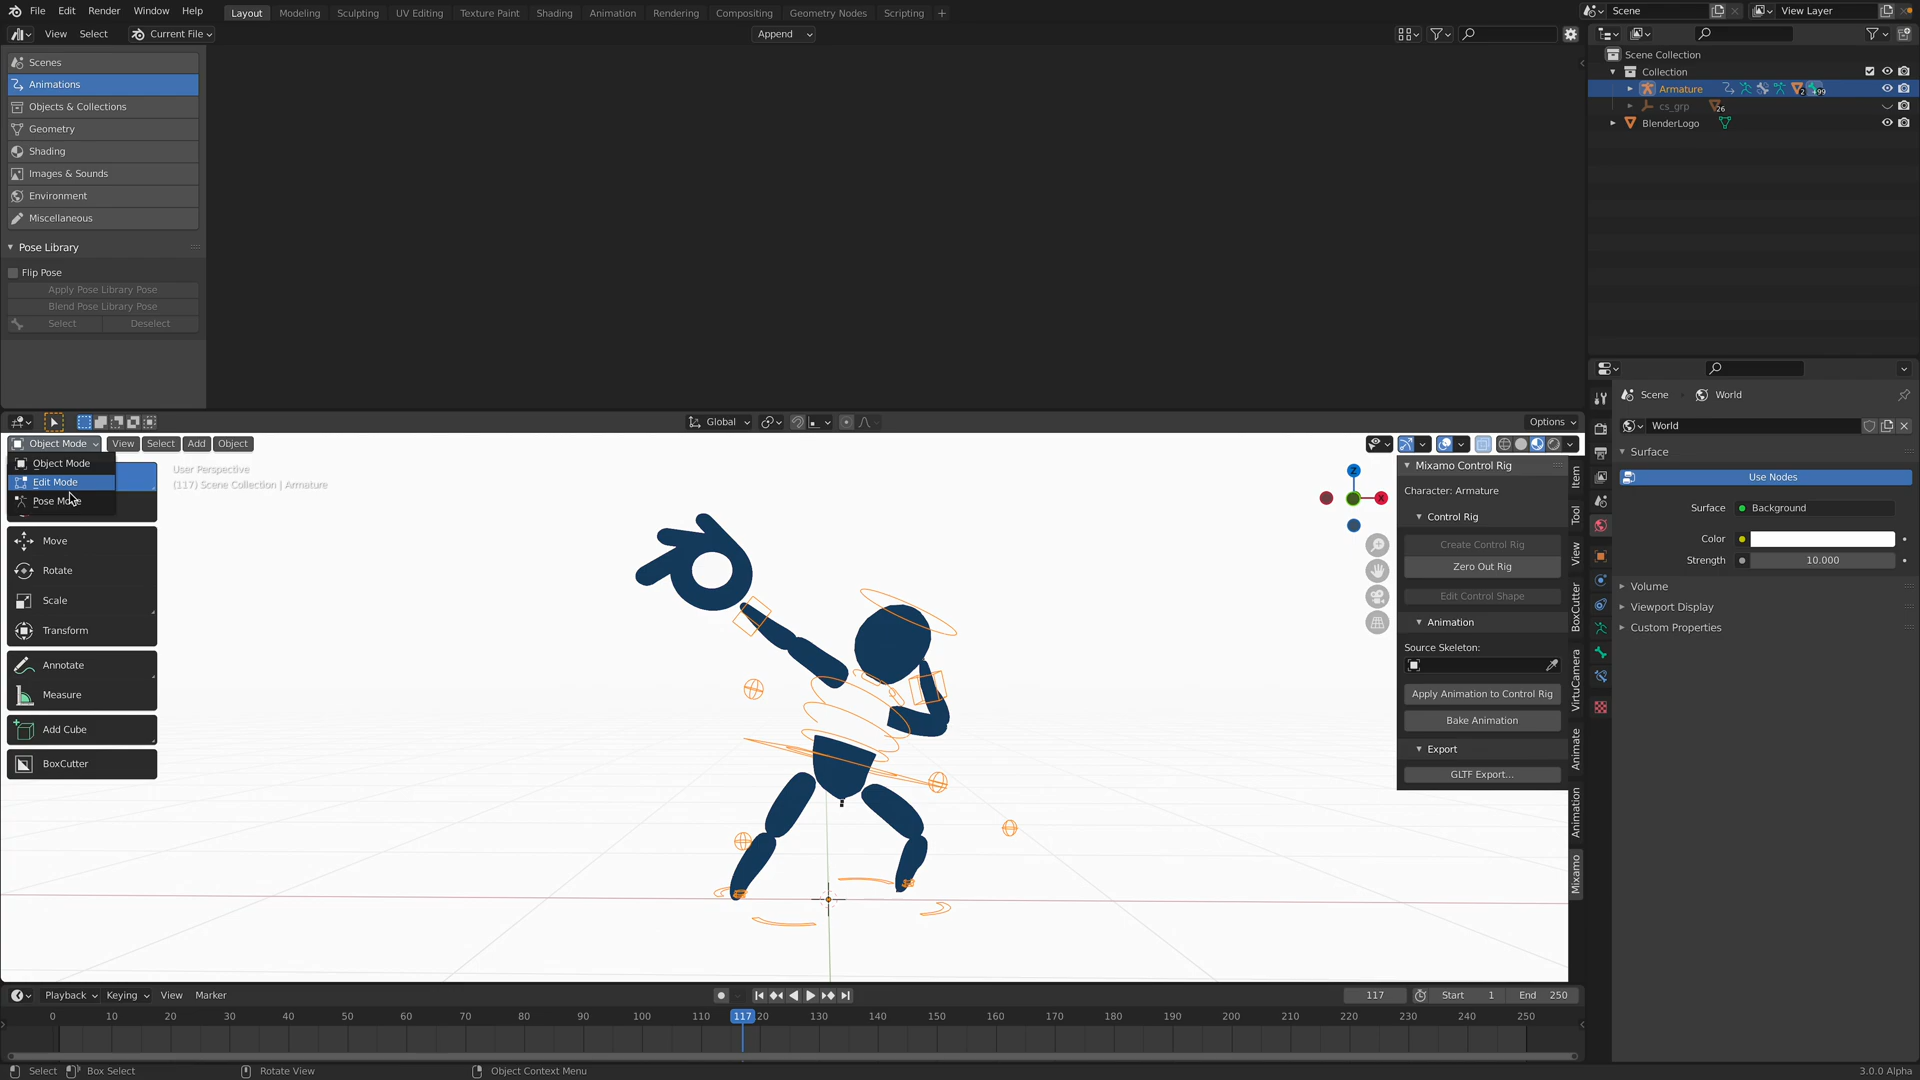 File Edit Render Window Help Layout Modeling Sculpting UV Editing Texture Paint Shading Animation Rendering Compositing Geometry Nodes Scripting Scene View Layer
View Select Current File Append
Scenes
Animations
Objects & Collections
Geometry
Shading
Images & Sounds
Environment
Miscellaneous
Pose Library
Flip Pose
Apply Pose Library Pose
Blend Pose Library Pose
Select Deselect
Scene Collection
Collection
Armature 2 99
cs_grp 26
BlenderLogo
Global Options
Object Mode View Select Add Object
Object Mode
Edit Mode
Pose
Move
Rotate
Scale
Transform
Annotate
Measure
Add Cube
BoxCutter
User Perspective
(117) Scene Collection | Armature
Z
X
Mixamo Control Rig
Character: Armature
Control Rig
Create Control Rig
Zero Out Rig
Edit Control Shape
Animation
Source Skeleton:
Apply Animation to Control Rig
Bake Animation
Export
GLTF Export...
Item
Tool
View
BoxCutter
VirtuCamera
Animate
Animation
Mixamo
Scene World
World
Surface
Use Nodes
Surface Background
Color
Strength 10.000
Volume
Viewport Display
Custom Properties
Playback Keying View Marker 117 Start 1 End 250
0 10 20 30 40 50 60 70 80 90 100 110 117 20 130 140 150 160 170 180 190 200 210 220 230 240 250
Select Box Select Rotate View Object Context Menu 3.0.0 Alpha